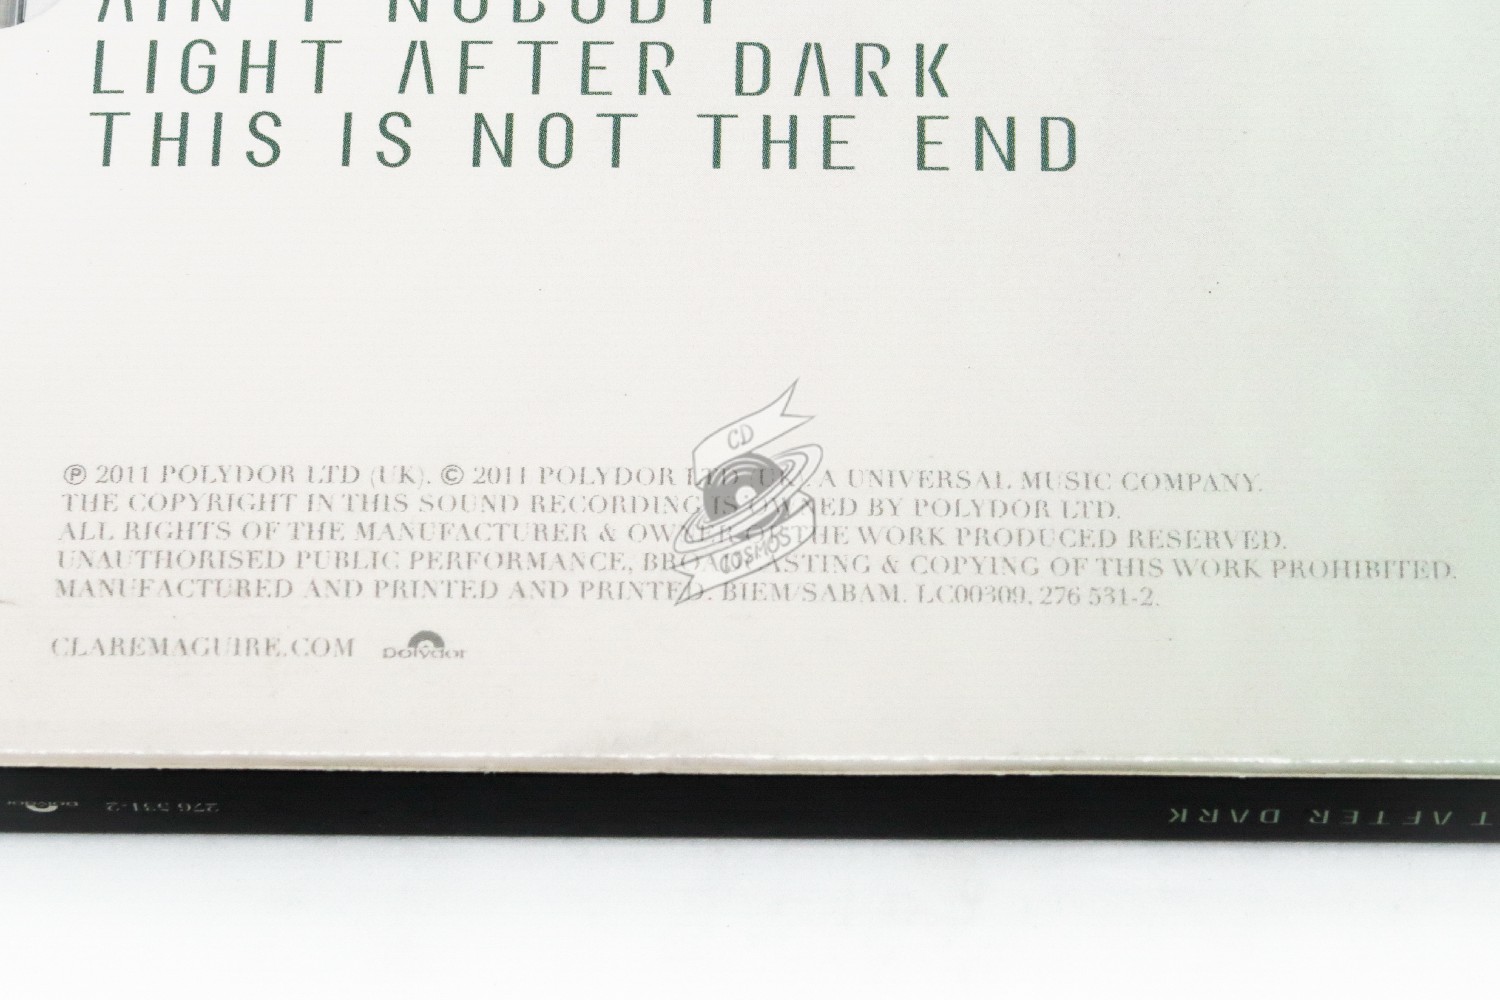 AIN'T NOBODY
LIGHT AFTER DARK
THIS IS NOT THE END
CD
COSMOS
℗ 2011 POLYDOR LTD (UK). © 2011 POLYDOR LTD (UK). A UNIVERSAL MUSIC COMPANY.
THE COPYRIGHT IN THIS SOUND RECORDING IS OWNED BY POLYDOR LTD.
ALL RIGHTS OF THE MANUFACTURER & OWNER OF THE WORK PRODUCED RESERVED.
UNAUTHORISED PUBLIC PERFORMANCE, BROADCASTING & COPYING OF THIS WORK PROHIBITED.
MANUFACTURED AND PRINTED AND PRINTED. BIEM/SABAM. LC00309. 276 531-2.
CLAREMAGUIRE.COM polydor
T AFTER DARK
276 531-2 polydor